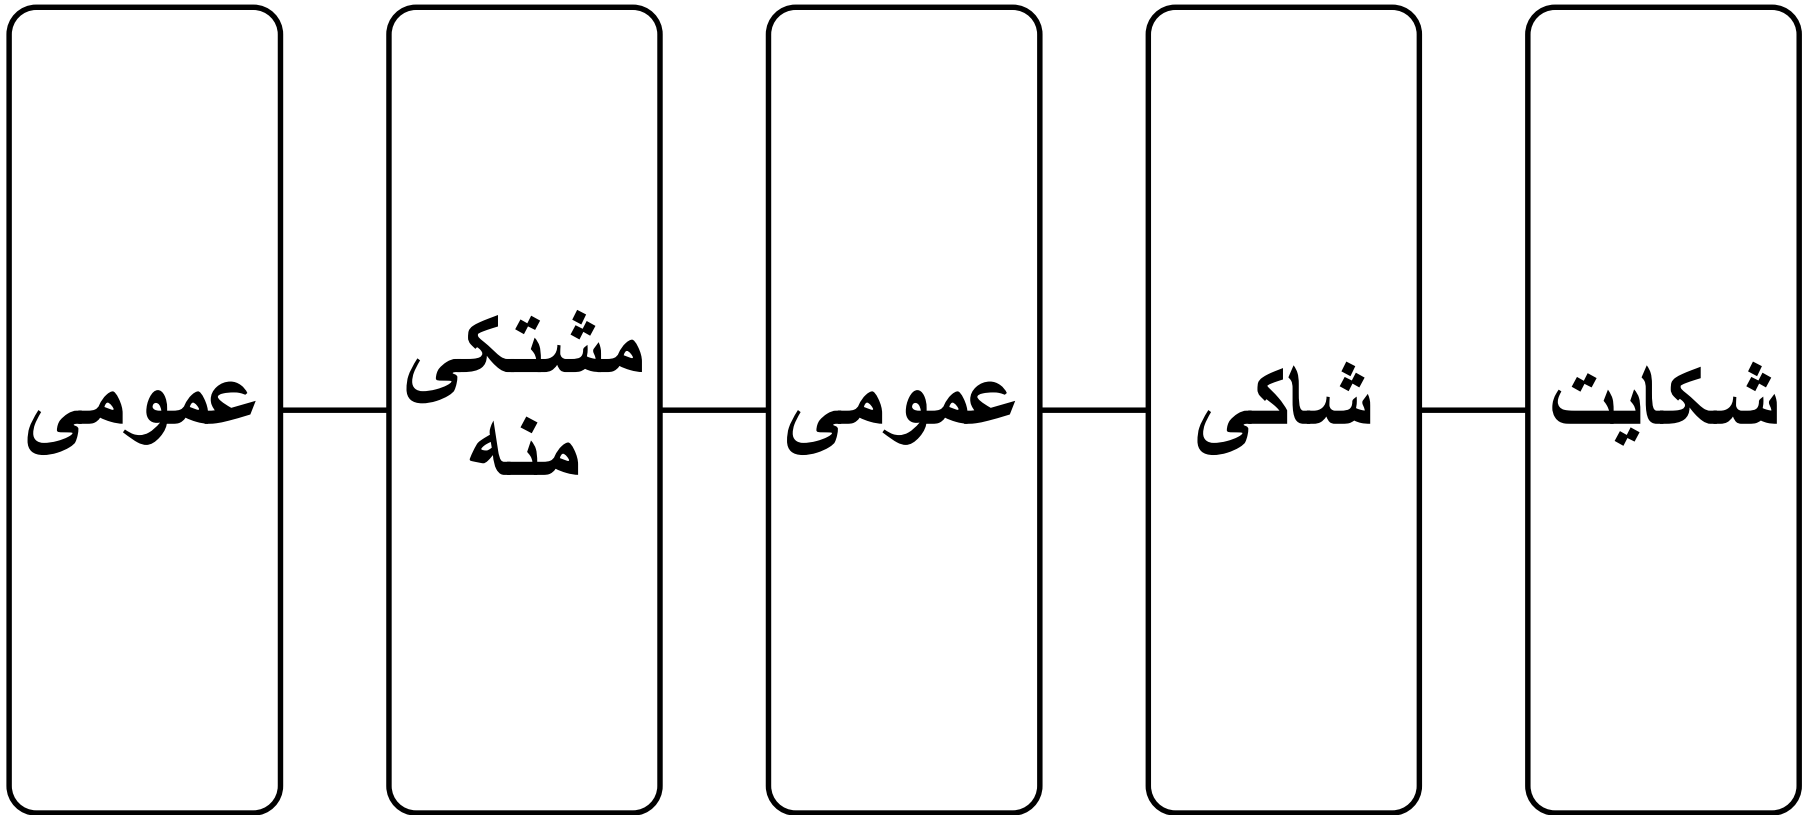 شکایت
شاکی
عمومی
مشتکی
منه
عمومی